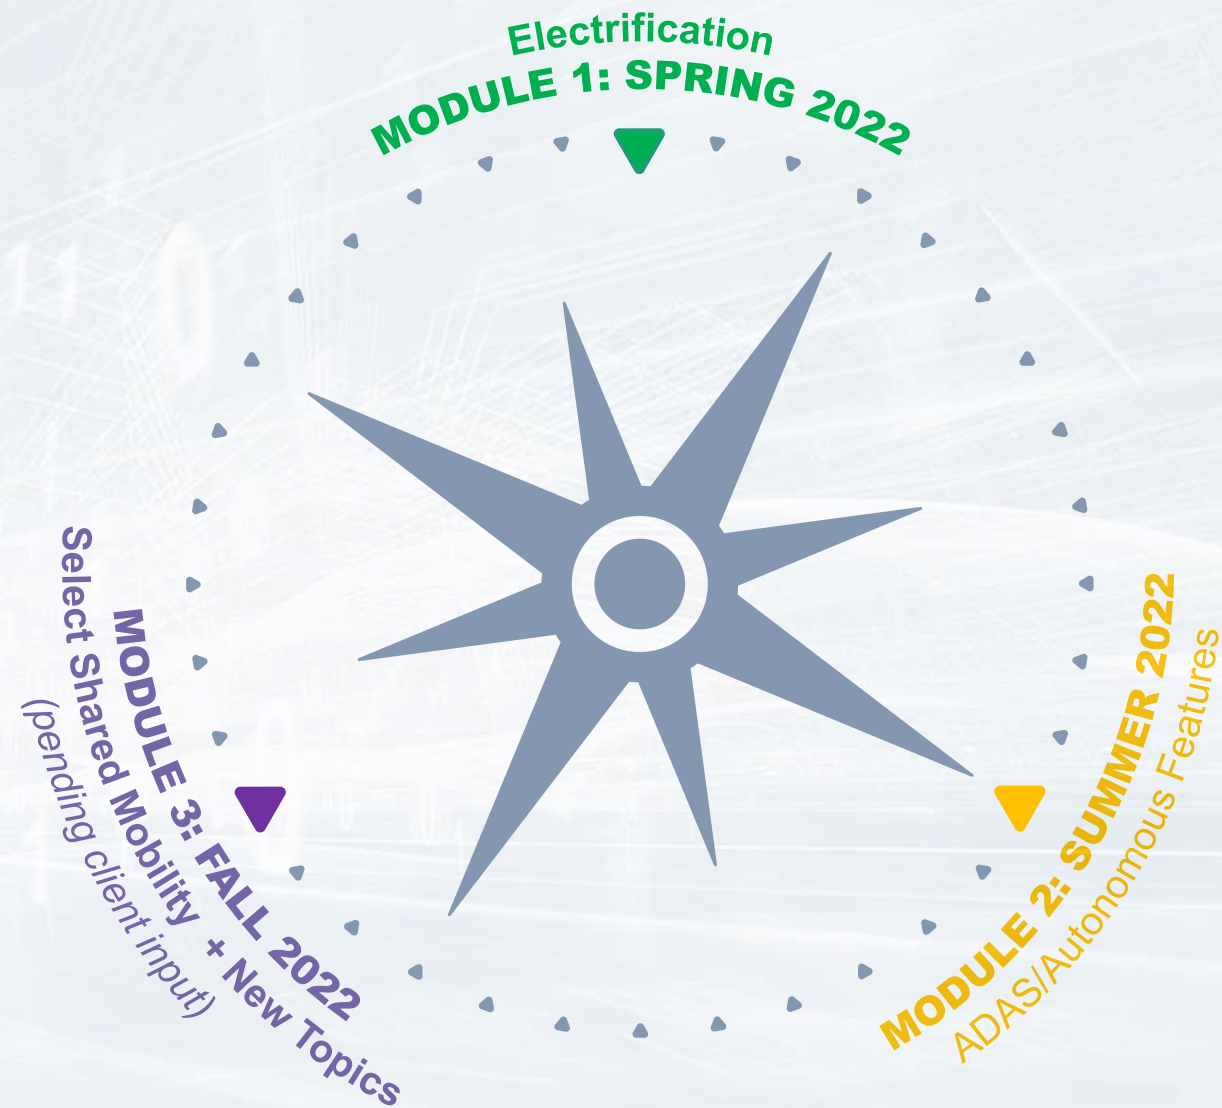 Electrification
MODULE 1: SPRING 2022
MODULE 2: SUMMER 2022
ADAS/Autonomous Features
MODULE 3: FALL 2022
Select Shared Mobility + New Topics
(pending client input)